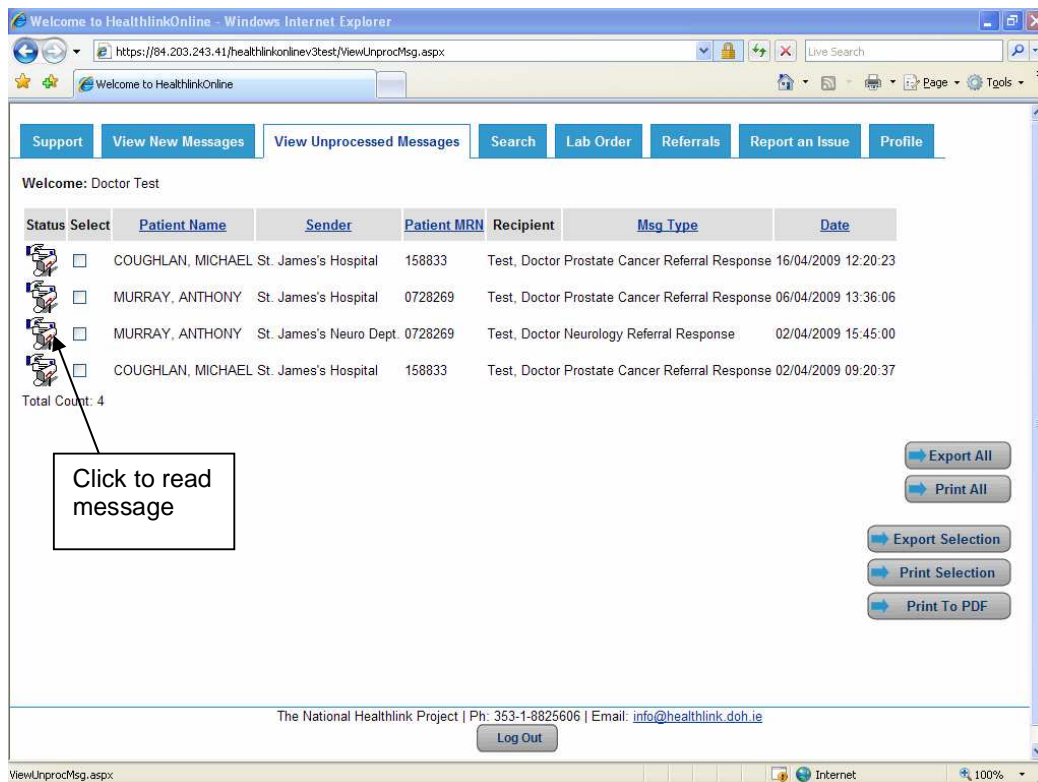 Welcome to HealthlinkOnline - Windows Internet Explorer
https://84.203.243.41/healthlinkonlinev3test/ViewUnprocMsg.aspx
Live Search
Welcome to HealthlinkOnline
Page
Tools
Support View New Messages View Unprocessed Messages Search Lab Order Referrals Report an Issue Profile
Welcome: Doctor Test
Status Select Patient Name Sender Patient MRN Recipient Msg Type Date
COUGHLAN, MICHAEL St. James's Hospital 158833 Test, Doctor Prostate Cancer Referral Response 16/04/2009 12:20:23
MURRAY, ANTHONY St. James's Hospital 0728269 Test, Doctor Prostate Cancer Referral Response 06/04/2009 13:36:06
MURRAY, ANTHONY St. James's Neuro Dept. 0728269 Test, Doctor Neurology Referral Response 02/04/2009 15:45:00
COUGHLAN, MICHAEL St. James's Hospital 158833 Test, Doctor Prostate Cancer Referral Response 02/04/2009 09:20:37
Total Count: 4
Click to read
message
Export All
Print All
Export Selection
Print Selection
Print To PDF
The National Healthlink Project | Ph: 353-1-8825606 | Email: info@healthlink.doh.ie
Log Out
ViewUnprocMsg.aspx Internet 100%